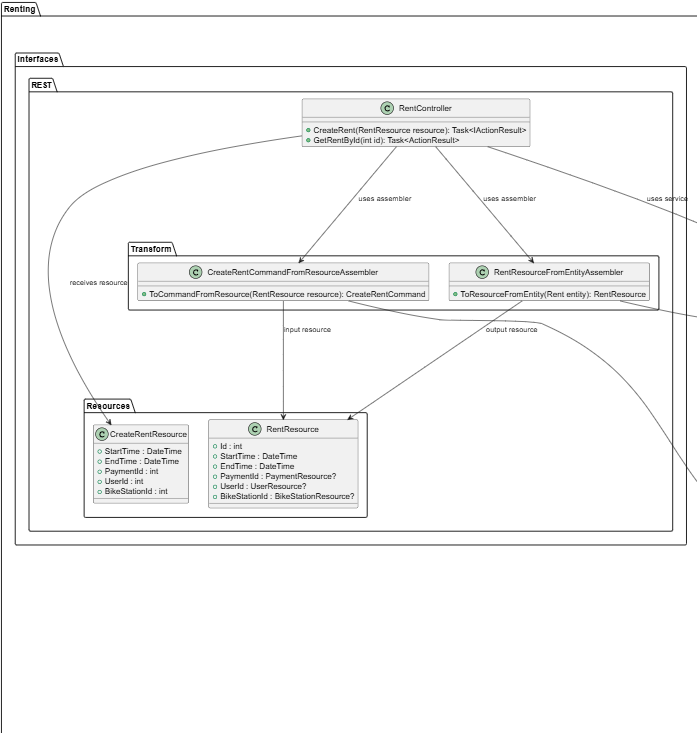 Renting
Interfaces
REST
C RentController
CreateRent(RentResource resource): Task<IActionResult>
GetRentById(int id): Task<ActionResult>
uses assembler
uses assembler
uses service
Transform
C CreateRentCommandFromResourceAssembler
ToCommandFromResource(RentResource resource): CreateRentCommand
C RentResourceFromEntityAssembler
ToResourceFromEntity(Rent entity): RentResource
receives resource
input resource
output resource
Resources
C CreateRentResource
StartTime : DateTime
EndTime : DateTime
PaymentId : int
UserId : int
BikeStationId : int
C RentResource
Id : int
StartTime : DateTime
EndTime : DateTime
PaymentId : PaymentResource?
UserId : UserResource?
BikeStationId : BikeStationResource?